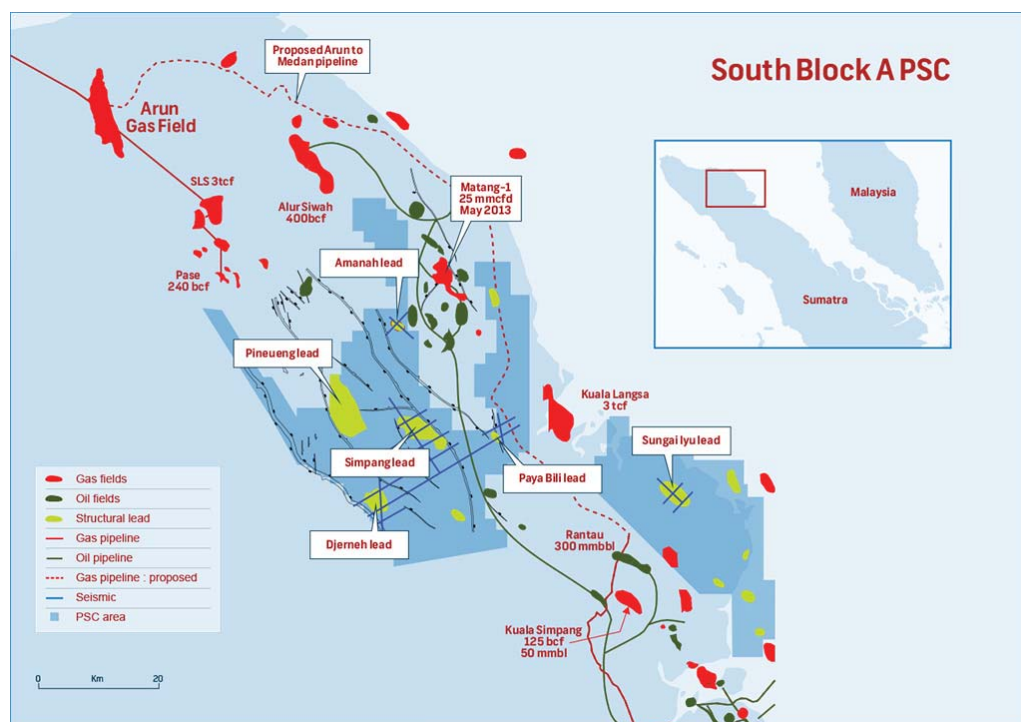 South Block A PSC
Proposed Arun to
Medan pipeline
Arun
Gas Field
SLS 3tcf
Alur Siwah
400bcf
Matang-1
25 mmcfd
May 2013
Pase
240 bcf
Amanah lead
Malaysia
Sumatra
Pineueng lead
Kuala Langsa
3 tcf
Simpang lead
Paya Bili lead
Sungai Iyu lead
Djerneh lead
Rantau
300 mmbbl
Kuala Simpang
125 bcf
50 mmbl
Gas fields
Oil fields
Structural lead
Gas pipeline
Oil pipeline
Gas pipeline : proposed
Seismic
PSC area
0 Km 20